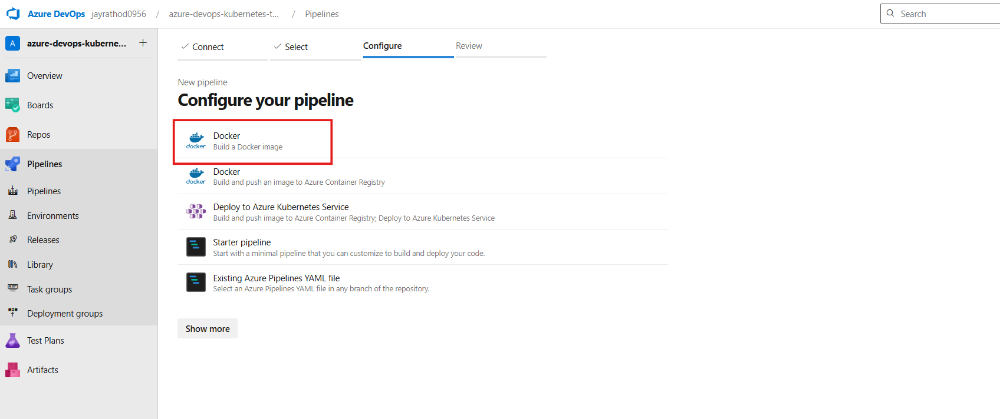 Azure DevOps jayrathod0956 / azure-devops-kubernetes-t... / Pipelines
Search
A azure-devops-kuberne... +
Overview
Boards
Repos
Pipelines
Pipelines
Environments
Releases
Library
Task groups
Deployment groups
Test Plans
Artifacts
Connect
Select
Configure
Review
New pipeline
Configure your pipeline
docker
Docker
Build a Docker image
docker
Docker
Build and push an image to Azure Container Registry
Deploy to Azure Kubernetes Service
Build and push image to Azure Container Registry; Deploy to Azure Kubernetes Service
Starter pipeline
Start with a minimal pipeline that you can customize to build and deploy your code.
Existing Azure Pipelines YAML file
Select an Azure Pipelines YAML file in any branch of the repository.
Show more